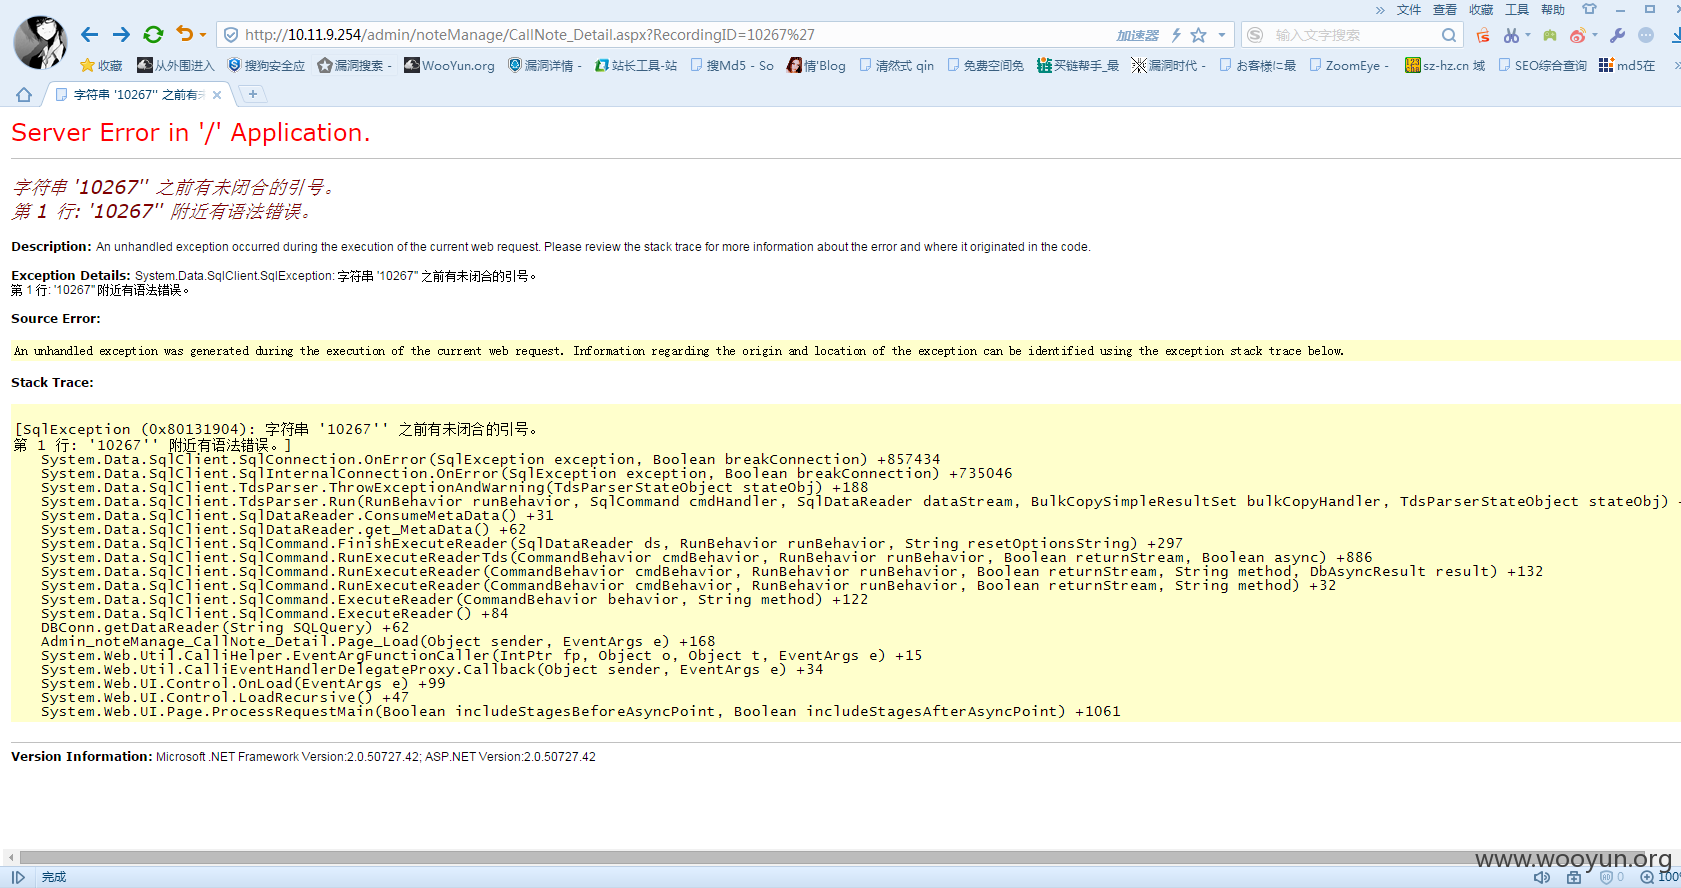 » 文件 查看 收藏 工具 帮助
http://10.11.9.254/admin/noteManage/CallNote_Detail.aspx?RecordingID=10267%27 加速器 输入文字搜索
收藏 从外围进入 搜狗安全应 漏洞搜索 - WooYun.org 漏洞详情 - 站长工具-站 搜Md5 - So 情'Blog 清然式 qin 免费空间免 买链帮手_最 漏洞时代 - お客様に最 ZoomEye - sz-hz.cn 域 SEO综合查询 md5在 »
字符串 '10267'' 之前有未
Server Error in '/' Application.
字符串 '10267'' 之前有未闭合的引号。
第 1 行: '10267'' 附近有语法错误。
Description: An unhandled exception occurred during the execution of the current web request. Please review the stack trace for more information about the error and where it originated in the code.
Exception Details: System.Data.SqlClient.SqlException: 字符串 '10267'' 之前有未闭合的引号。
第 1 行: '10267'' 附近有语法错误。
Source Error:
An unhandled exception was generated during the execution of the current web request. Information regarding the origin and location of the exception can be identified using the exception stack trace below.
Stack Trace:
[SqlException (0x80131904): 字符串 '10267'' 之前有未闭合的引号。
第 1 行: '10267'' 附近有语法错误。]
System.Data.SqlClient.SqlConnection.OnError(SqlException exception, Boolean breakConnection) +857434
System.Data.SqlClient.SqlInternalConnection.OnError(SqlException exception, Boolean breakConnection) +735046
System.Data.SqlClient.TdsParser.ThrowExceptionAndWarning(TdsParserStateObject stateObj) +188
System.Data.SqlClient.TdsParser.Run(RunBehavior runBehavior, SqlCommand cmdHandler, SqlDataReader dataStream, BulkCopySimpleResultSet bulkCopyHandler, TdsParserStateObject stateObj)
System.Data.SqlClient.SqlDataReader.ConsumeMetaData() +31
System.Data.SqlClient.SqlDataReader.get_MetaData() +62
System.Data.SqlClient.SqlCommand.FinishExecuteReader(SqlDataReader ds, RunBehavior runBehavior, String resetOptionsString) +297
System.Data.SqlClient.SqlCommand.RunExecuteReaderTds(CommandBehavior cmdBehavior, RunBehavior runBehavior, Boolean returnStream, Boolean async) +886
System.Data.SqlClient.SqlCommand.RunExecuteReader(CommandBehavior cmdBehavior, RunBehavior runBehavior, Boolean returnStream, String method, DbAsyncResult result) +132
System.Data.SqlClient.SqlCommand.RunExecuteReader(CommandBehavior cmdBehavior, RunBehavior runBehavior, Boolean returnStream, String method) +32
System.Data.SqlClient.SqlCommand.ExecuteReader(CommandBehavior behavior, String method) +122
System.Data.SqlClient.SqlCommand.ExecuteReader() +84
DBConn.getDataReader(String SQLQuery) +62
Admin_noteManage_CallNote_Detail.Page_Load(Object sender, EventArgs e) +168
System.Web.Util.CalliHelper.EventArgFunctionCaller(IntPtr fp, Object o, Object t, EventArgs e) +15
System.Web.Util.CalliEventHandlerDelegateProxy.Callback(Object sender, EventArgs e) +34
System.Web.UI.Control.OnLoad(EventArgs e) +99
System.Web.UI.Control.LoadRecursive() +47
System.Web.UI.Page.ProcessRequestMain(Boolean includeStagesBeforeAsyncPoint, Boolean includeStagesAfterAsyncPoint) +1061
Version Information: Microsoft .NET Framework Version:2.0.50727.42; ASP.NET Version:2.0.50727.42
www.wooyun.org
完成 0 100%